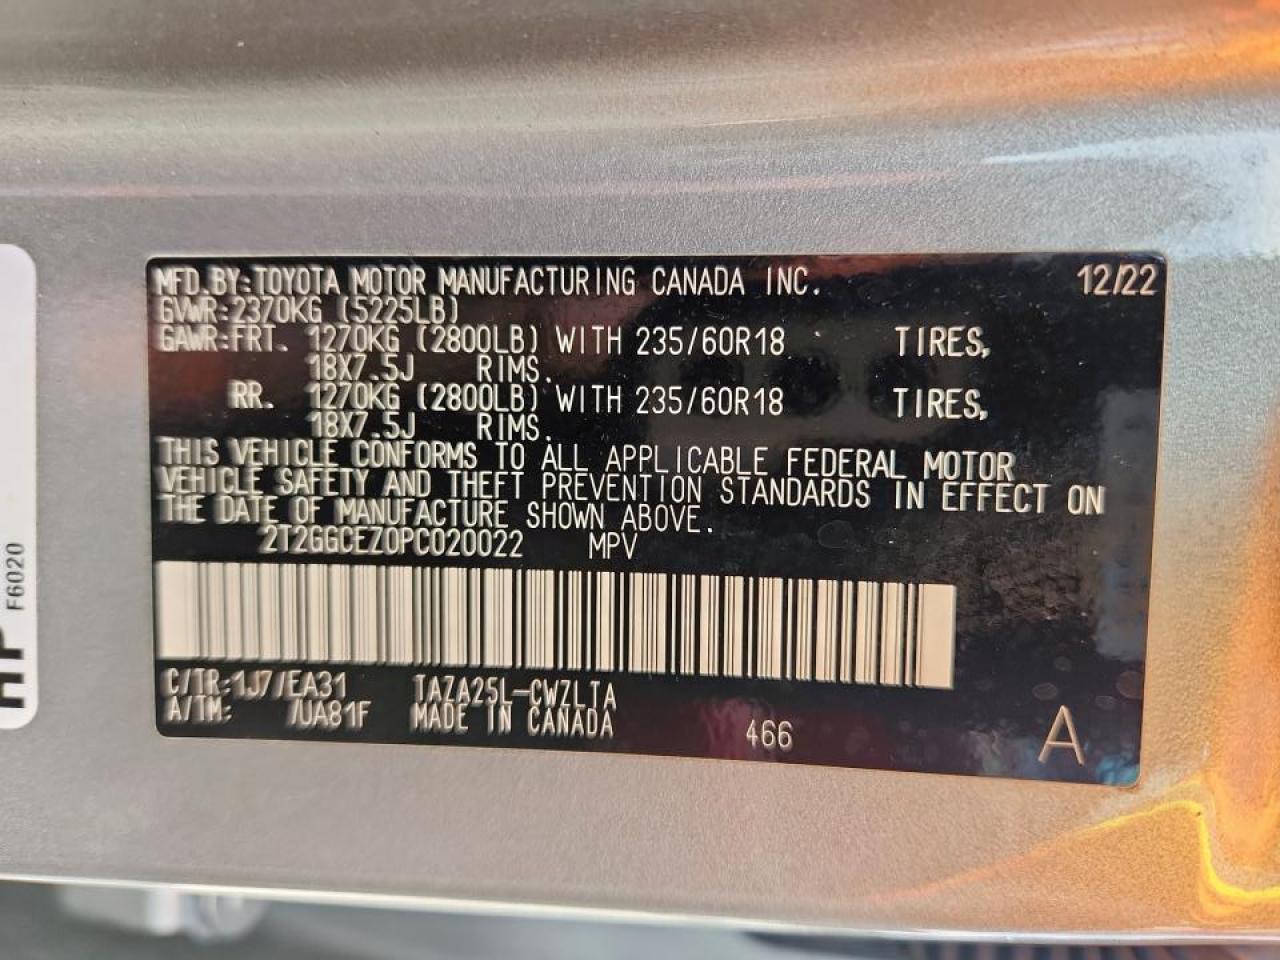 MFD.BY:TOYOTA MOTOR MANUFACTURING CANADA INC. 12/22
GVWR:2370KG (5225LB)
GAWR:FRT. 1270KG (2800LB) WITH 235/60R18 TIRES,
18X7.5J RIMS.
RR. 1270KG (2800LB) WITH 235/60R18 TIRES,
18X7.5J RIMS.
THIS VEHICLE CONFORMS TO ALL APPLICABLE FEDERAL MOTOR
VEHICLE SAFETY AND THEFT PREVENTION STANDARDS IN EFFECT ON
THE DATE OF MANUFACTURE SHOWN ABOVE.
2T2GGCEZ0PC020022 MPV
C/TR:1J7/EA31 TAZA25L-CWZLTA
A/TM: /UA81F MADE IN CANADA
466 A
F6020